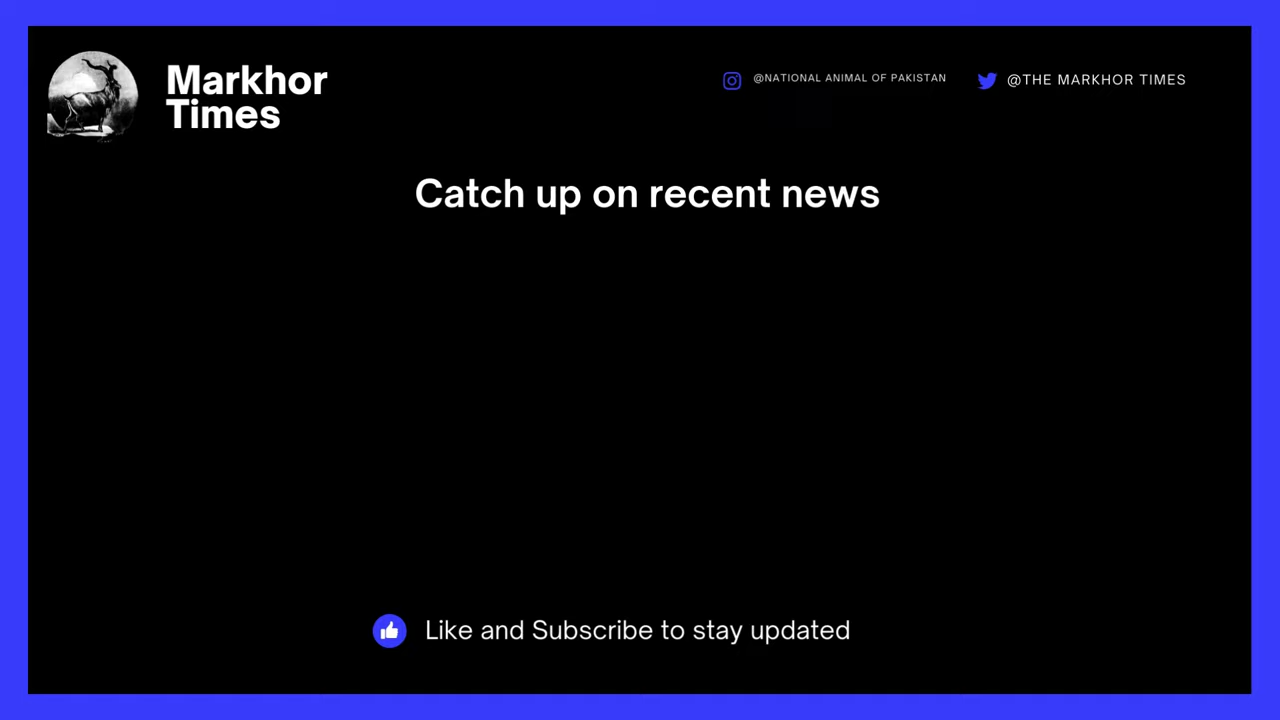 Markhor
Times
@NATIONAL ANIMAL OF PAKISTAN
@THE MARKHOR TIMES
Catch up on recent news
Like and Subscribe to stay updated